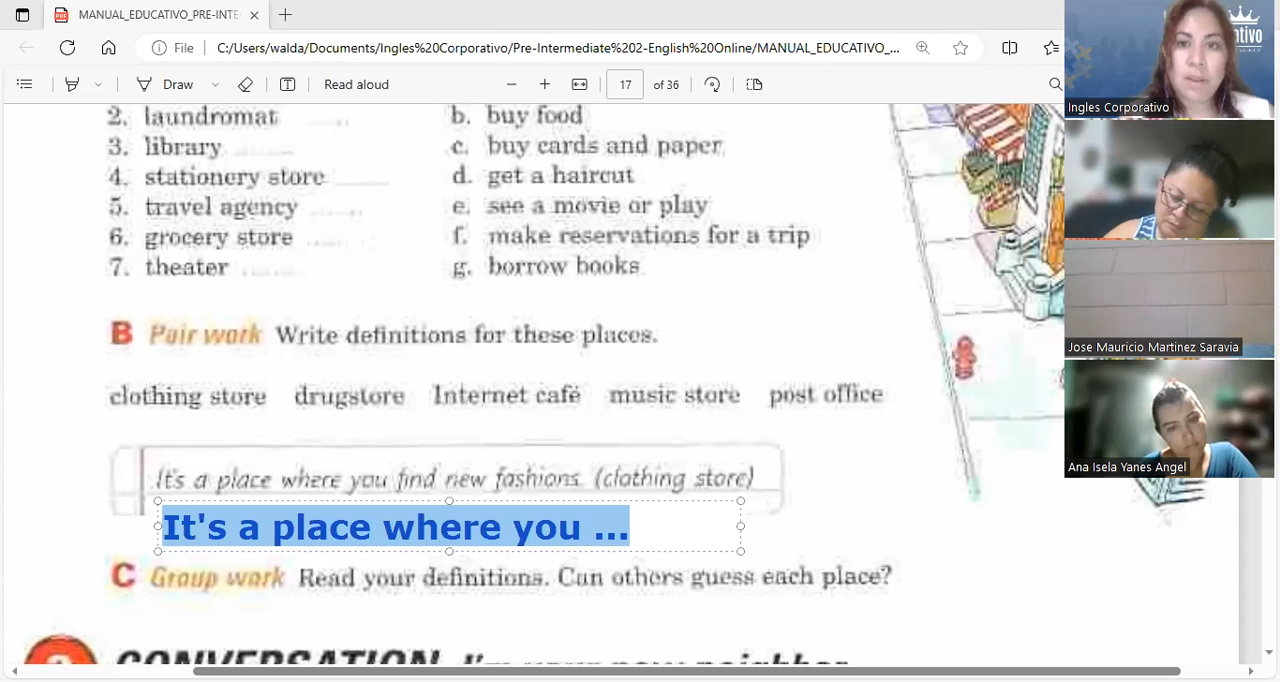 MANUAL_EDUCATIVO_PRE-INTE
File
C:/Users/walda/Documents/Ingles%20Corporativo/Pre-Intermediate%202-English%20Online/MANUAL_EDUCATIVO_...
Draw
Read aloud
17 of 36
2. laundromat
b. buy food
3. library
c. buy cards and paper
4. stationery store
d. get a haircut
5. travel agency
e. see a movie or play
6. grocery store
f. make reservations for a trip
7. theater
g. borrow books
B Pair work Write definitions for these places.
clothing store drugstore Internet café music store post office
It's a place where you find new fashions. (clothing store)
It's a place where you ...
C Group work Read your definitions. Can others guess each place?
CONVERSATION I'm your new neighbor
Ingles Corporativo
Jose Mauricio Martinez Saravia
Ana Isela Yanes Angel